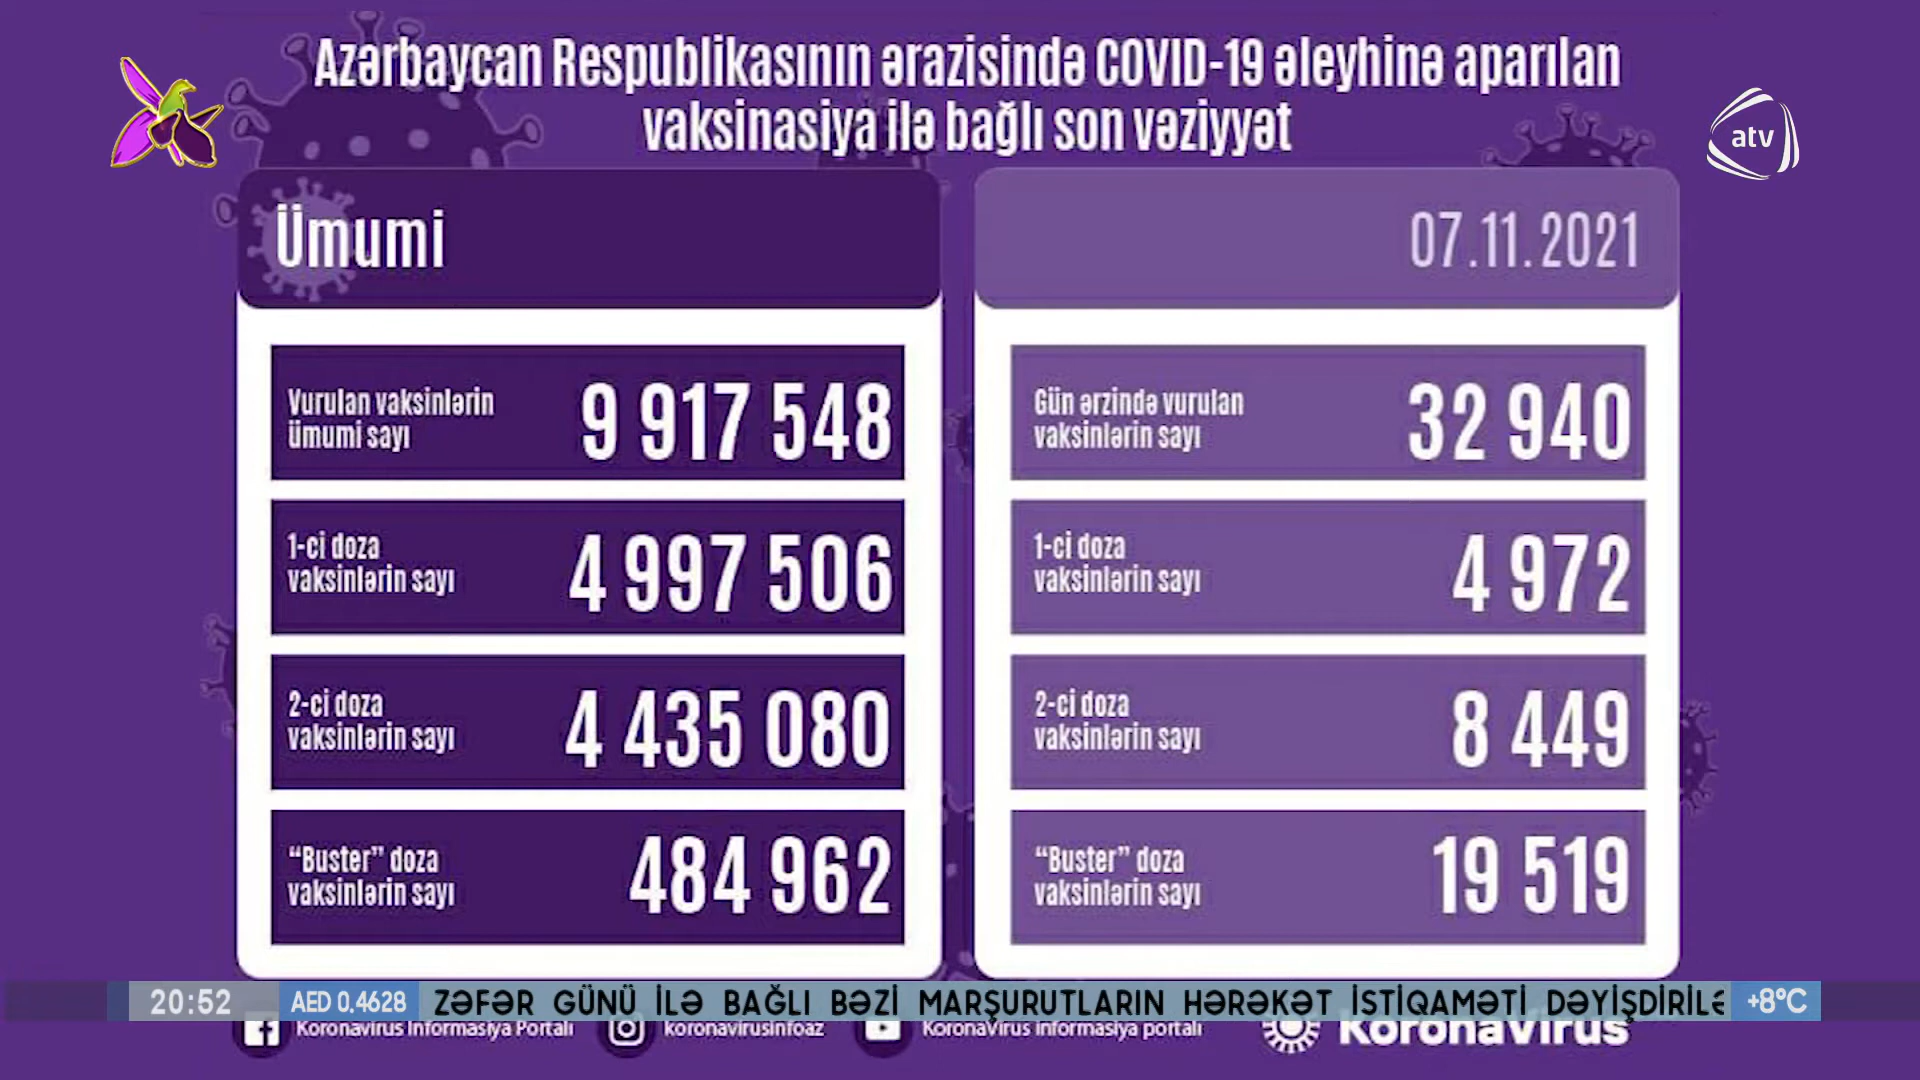 Azərbaycan Respublikasının ərazisində COVID-19 əleyhinə aparılan
vaksinasiya ilə bağlı son vəziyyət
atv
Ümumi
Vurulan vaksinlərin
ümumi sayı
9 917 548
1-ci doza
vaksinlərin sayı
4 997 506
2-ci doza
vaksinlərin sayı
4 435 080
“Buster” doza
vaksinlərin sayı
484 962
07.11.2021
Gün ərzində vurulan
vaksinlərin sayı
32 940
1-ci doza
vaksinlərin sayı
4 972
2-ci doza
vaksinlərin sayı
8 449
“Buster” doza
vaksinlərin sayı
19 519
20:52 AED 0,4628 ZƏFƏR GÜNÜ İLƏ BAĞLI BƏZİ MARŞURUTLARIN HƏRƏKƏT İSTİQAMƏTİ DƏYİŞDİRİLƏ +8°C
Koronavirus İnformasiya Portalı koronavirusinfoaz KoronaVirus informasiya portalı KoronaVirus